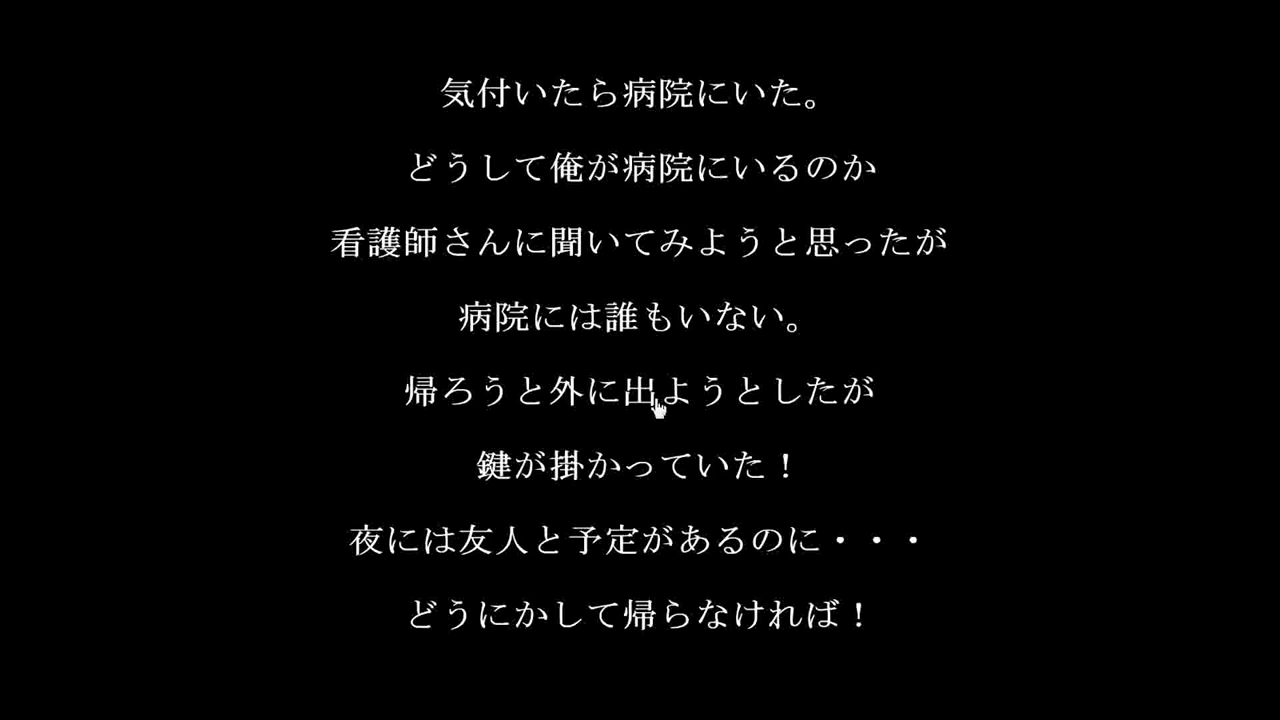 気付いたら病院にいた。
どうして俺が病院にいるのか
看護師さんに聞いてみようと思ったが
病院には誰もいない。
帰ろうと外に出ようとしたが
鍵が掛かっていた！
夜には友人と予定があるのに・・・
どうにかして帰らなければ！